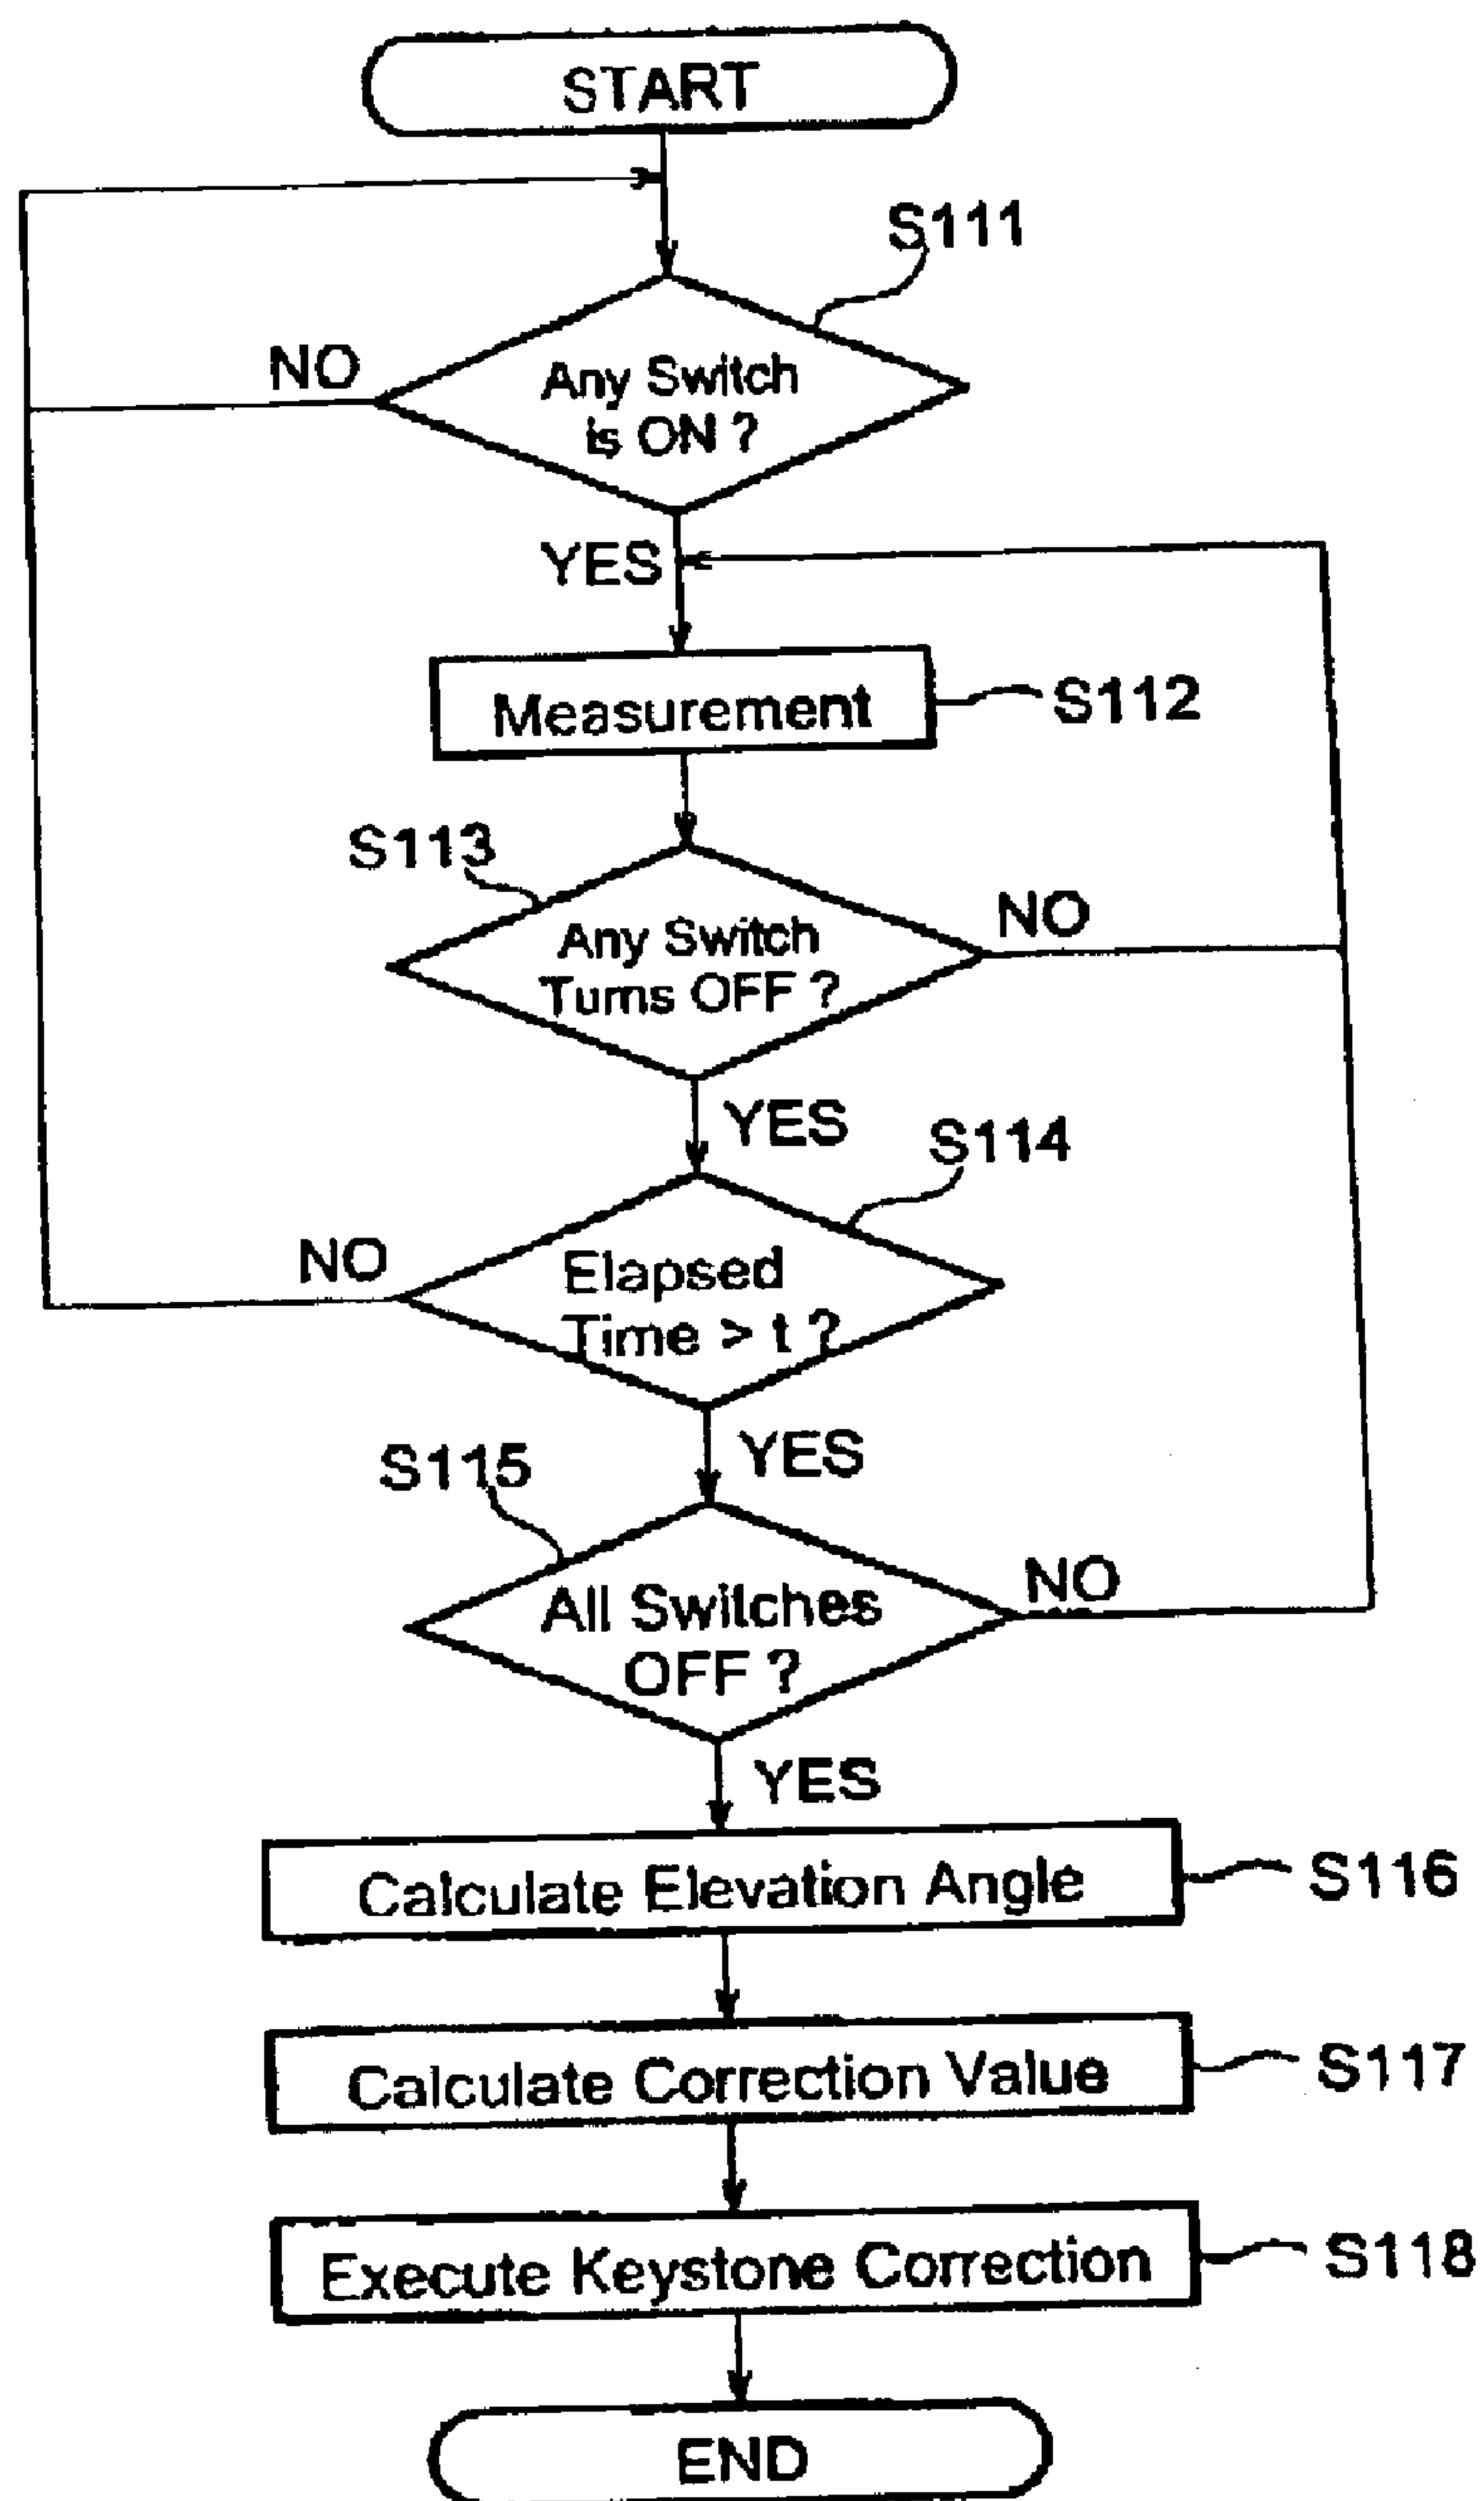 START
S111
NO
Any Switch
is ON ?
YES
Measurement
S112
S113
Any Switch
Turns OFF ?
NO
YES
S114
NO
Elapsed
Time > t ?
YES
S115
All Switches
OFF ?
NO
YES
Calculate Elevation Angle
S116
Calculate Correction Value
S117
Execute Keystone Correction
S118
END